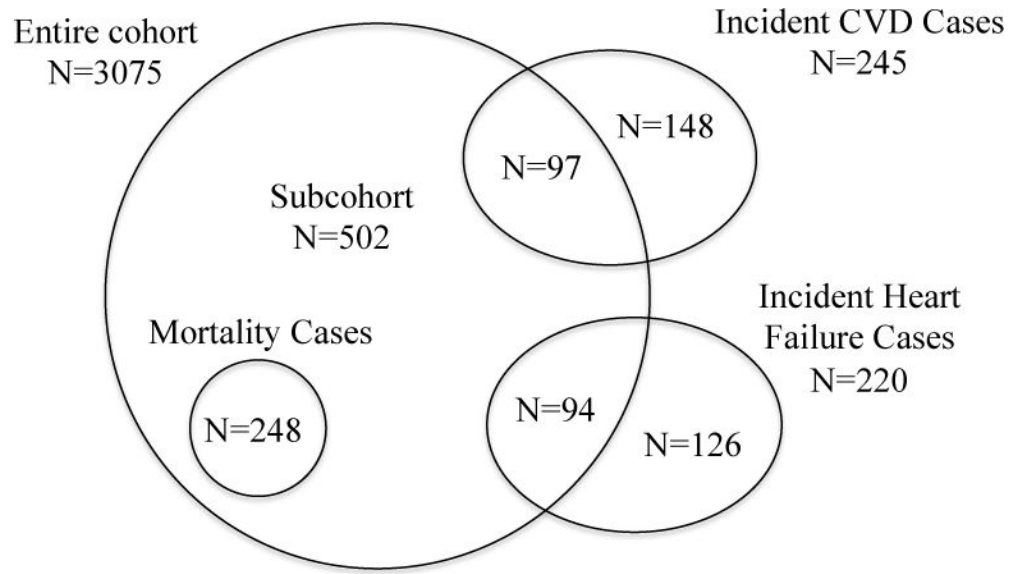 Entire cohort
N=3075
Incident CVD Cases
N=245
N=148
N=97
Subcohort
N=502
Incident Heart
Failure Cases
N=220
Mortality Cases
N=248
N=94
N=126